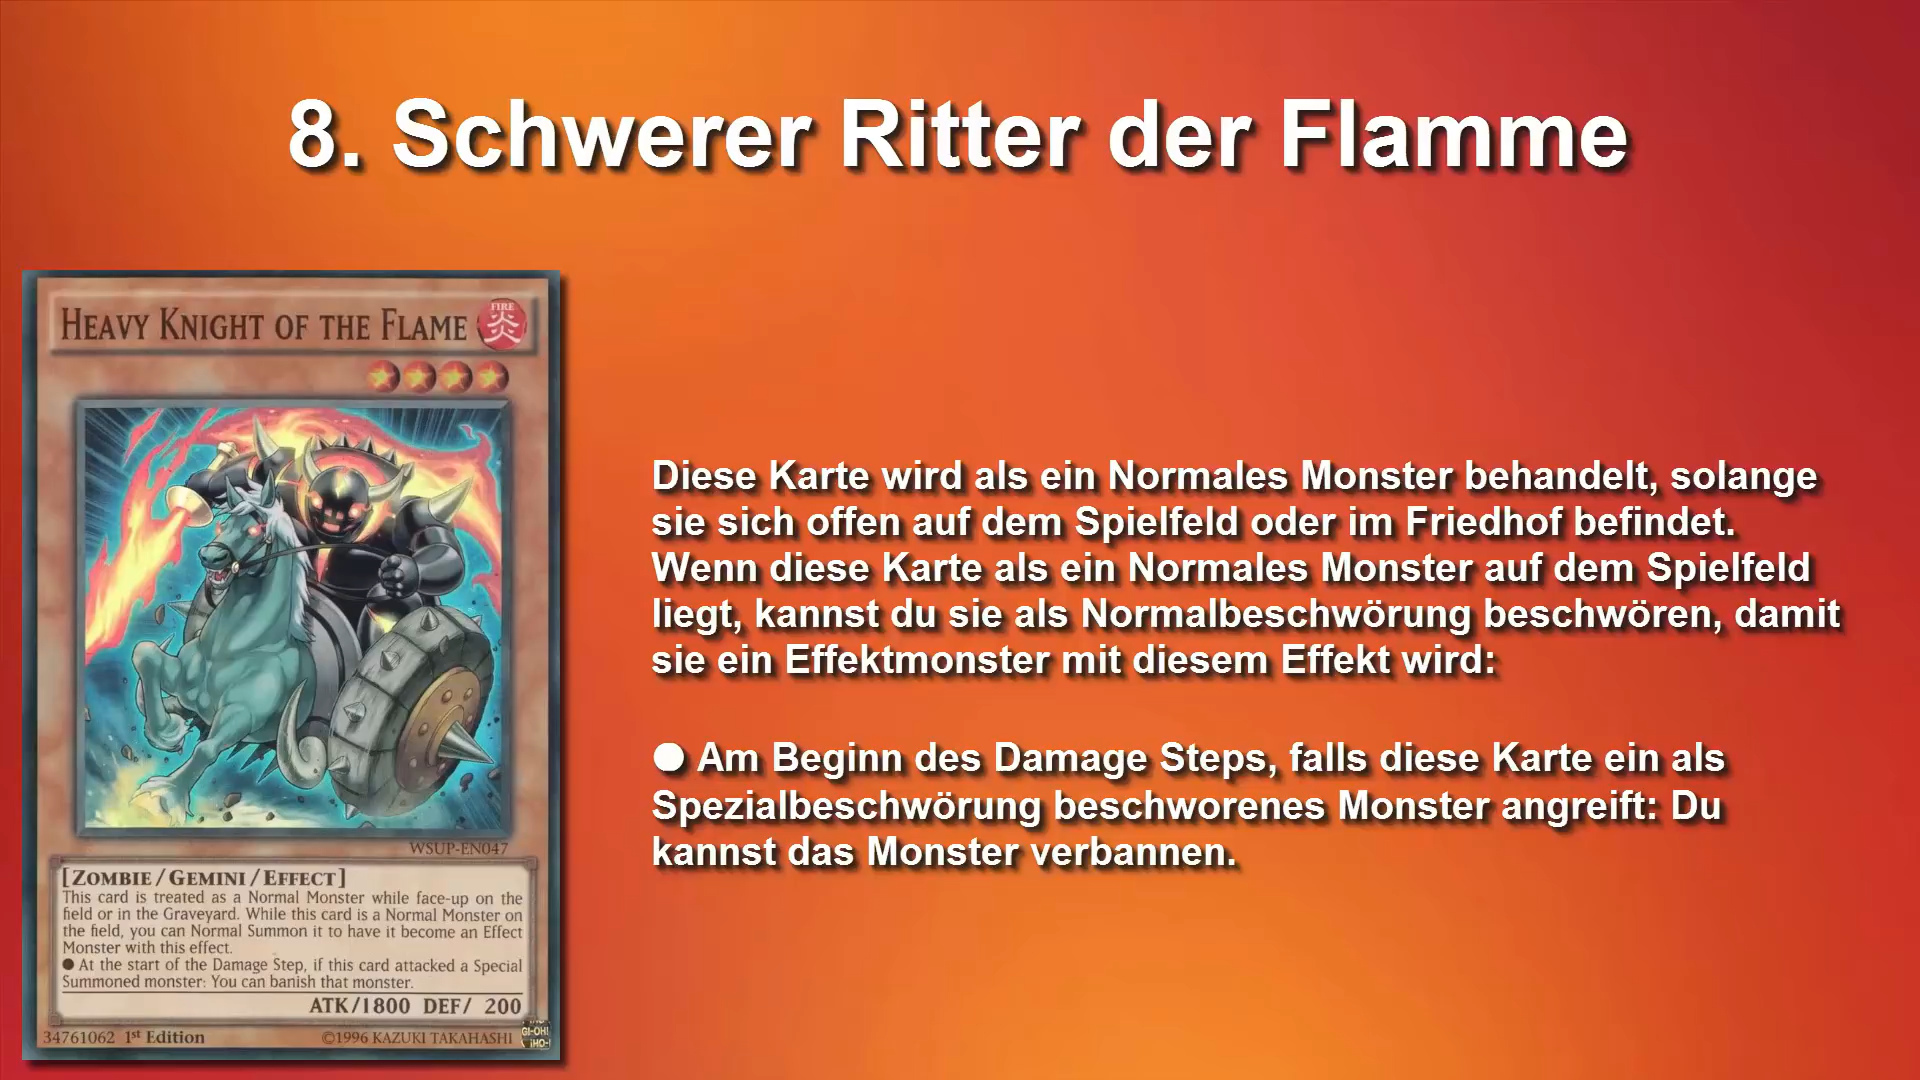 8. Schwerer Ritter der Flamme
HEAVY KNIGHT OF THE FLAME
FIRE
炎
WSUP-EN047
[ZOMBIE/GEMINI/EFFECT]
This card is treated as a Normal Monster while face-up on the
field or in the Graveyard. While this card is a Normal Monster on
the field, you can Normal Summon it to have it become an Effect
Monster with this effect.
● At the start of the Damage Step, if this card attacked a Special
Summoned monster: You can banish that monster.
ATK/1800 DEF/ 200
34761062 1st Edition
©1996 KAZUKI TAKAHASHI
Diese Karte wird als ein Normales Monster behandelt, solange
sie sich offen auf dem Spielfeld oder im Friedhof befindet.
Wenn diese Karte als ein Normales Monster auf dem Spielfeld
liegt, kannst du sie als Normalbeschwörung beschwören, damit
sie ein Effektmonster mit diesem Effekt wird:
● Am Beginn des Damage Steps, falls diese Karte ein als
Spezialbeschwörung beschworenes Monster angreift: Du
kannst das Monster verbannen.